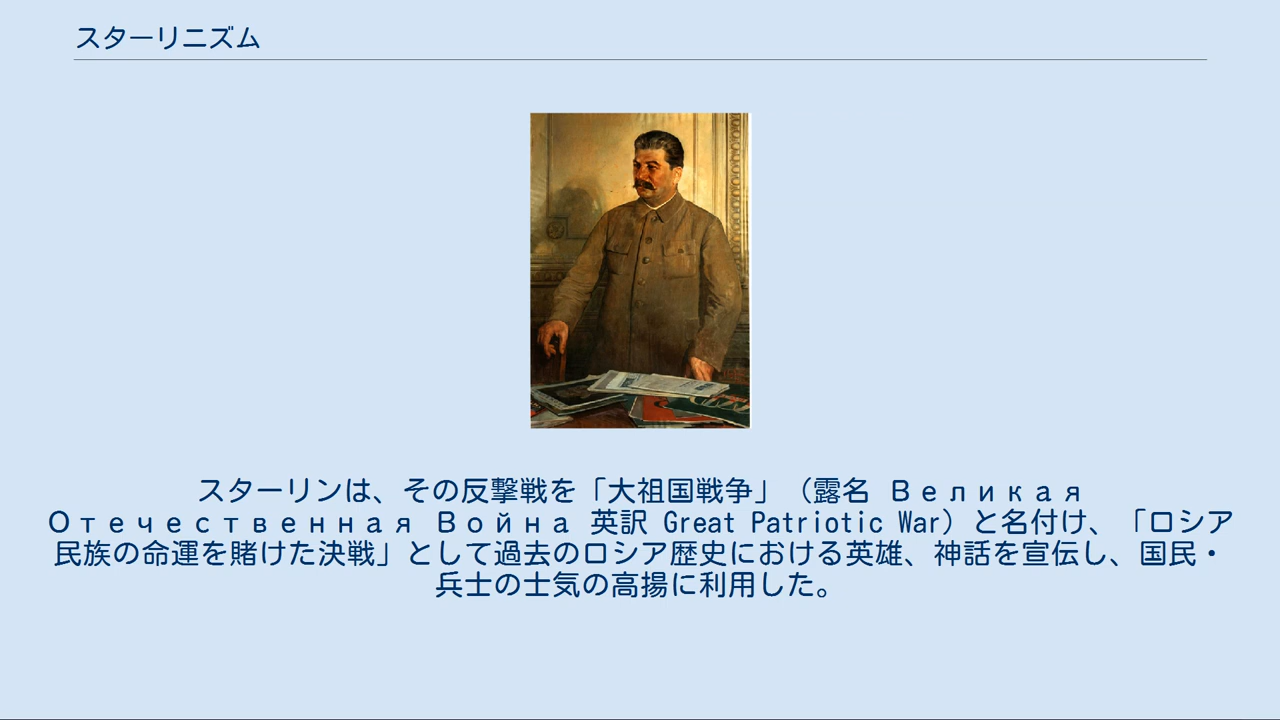 スターリニズム
スターリンは、その反撃戦を「大祖国戦争」（露名 Великая
Отечественная Война 英訳 Great Patriotic War）と名付け、「ロシア
民族の命運を賭けた決戦」として過去のロシア歴史における英雄、神話を宣伝し、国民・
兵士の士気の高揚に利用した。